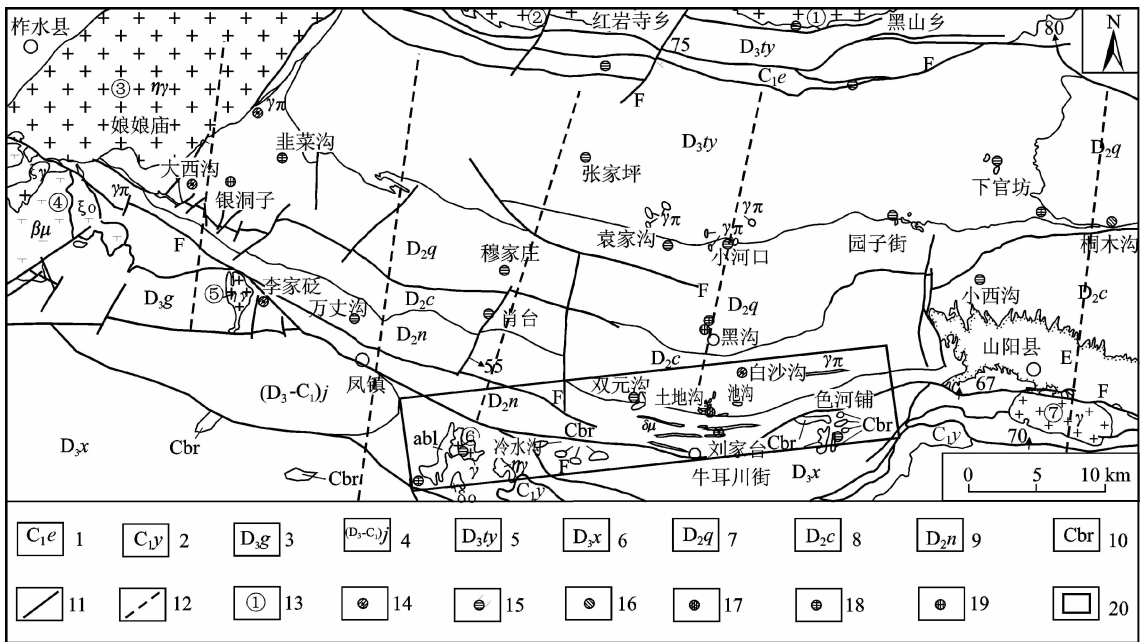 柞水县
②
红岩寺乡
①
黑山乡
80
N
75
D₃ty
C₁e
F
F
③
ηγ
γπ
娘娘庙
韭菜沟
D₃ty
D₂q
大西沟
张家坪
下官坊
ξγ
④
γπ
ξο
银洞子
βμ
F
γπ
γπ
袁家沟
γπ
小河口
园子街
桐木沟
D₂q
穆家庄
D₃g
⑤
ηγ
李家砭
万丈沟
D₂c
肖台
F
D₂q
小西沟
D₂c
D₂n
黑沟
山阳县
E
凤镇
55
D₂c
γπ
白沙沟
(D₃-C₁)j
D₂n
F
双元沟
土地沟
池沟
色河铺
67
F
⑦
γ
D₃x
Cbr
abl
⑥
γ
冷水沟
ηγ
Cbr
δμ
Cbr
Cbr
刘家台
70
C₁y
Cbr
F
C₁y
牛耳川街
D₃x
0 5 10 km
C₁e 1 C₁y 2 D₃g 3 (D₃-C₁)j 4 D₃ty 5 D₃x 6 D₂q 7 D₂c 8 D₂n 9 Cbr 10
11 12 ① 13 14 15 16 17 18 19 20